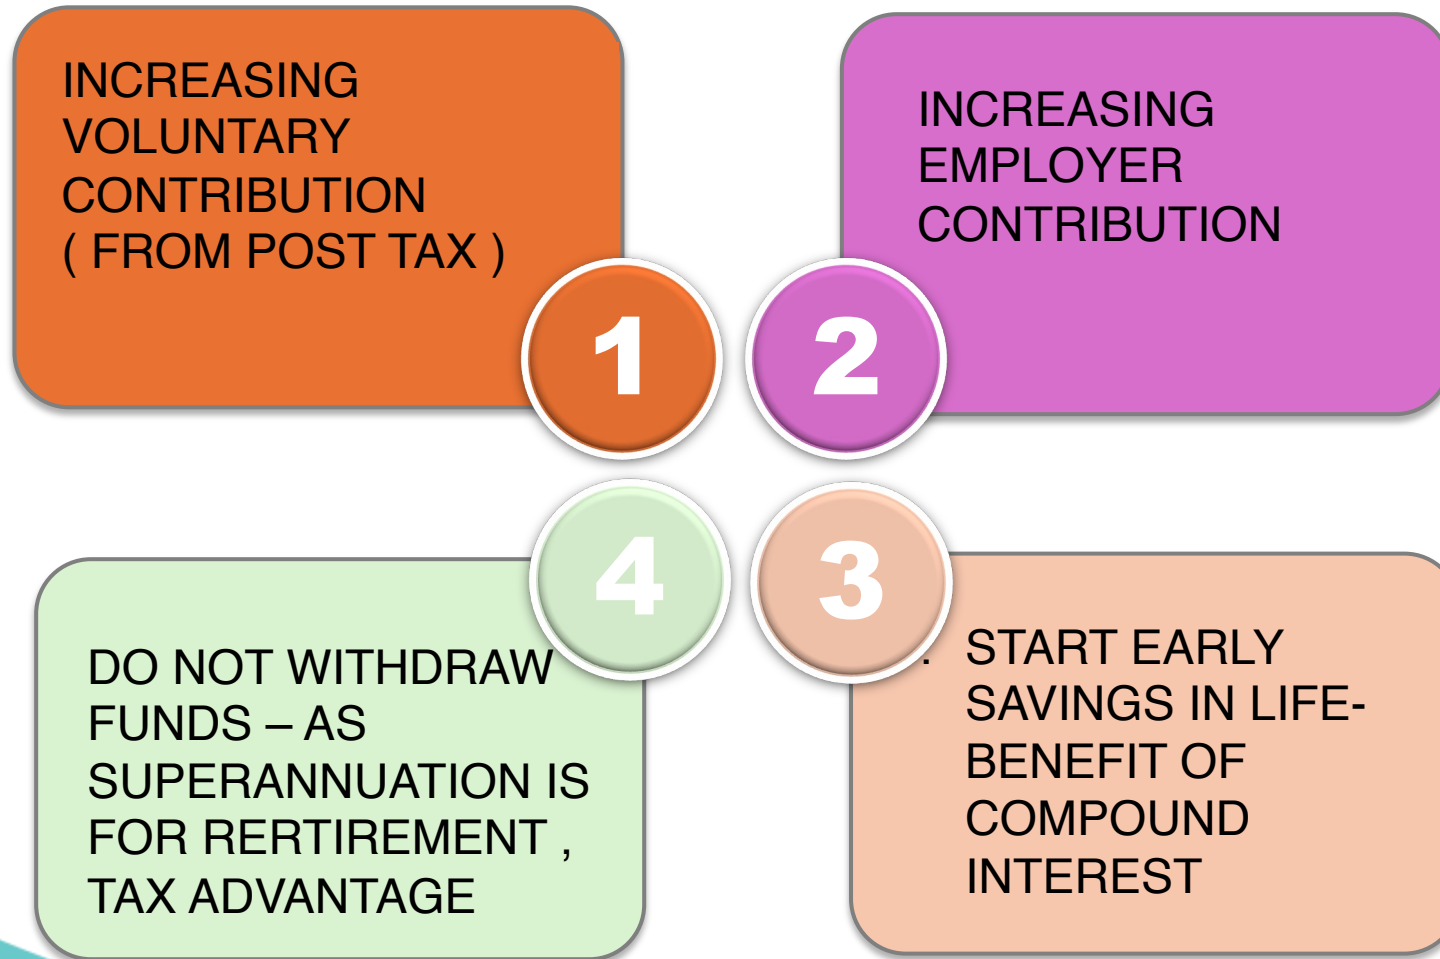 INCREASING
VOLUNTARY
CONTRIBUTION
( FROM POST TAX )
1
INCREASING
EMPLOYER
CONTRIBUTION
2
3
. START EARLY
SAVINGS IN LIFE-
BENEFIT OF
COMPOUND
INTEREST
4
DO NOT WITHDRAW
FUNDS – AS
SUPERANNUATION IS
FOR RERTIREMENT ,
TAX ADVANTAGE